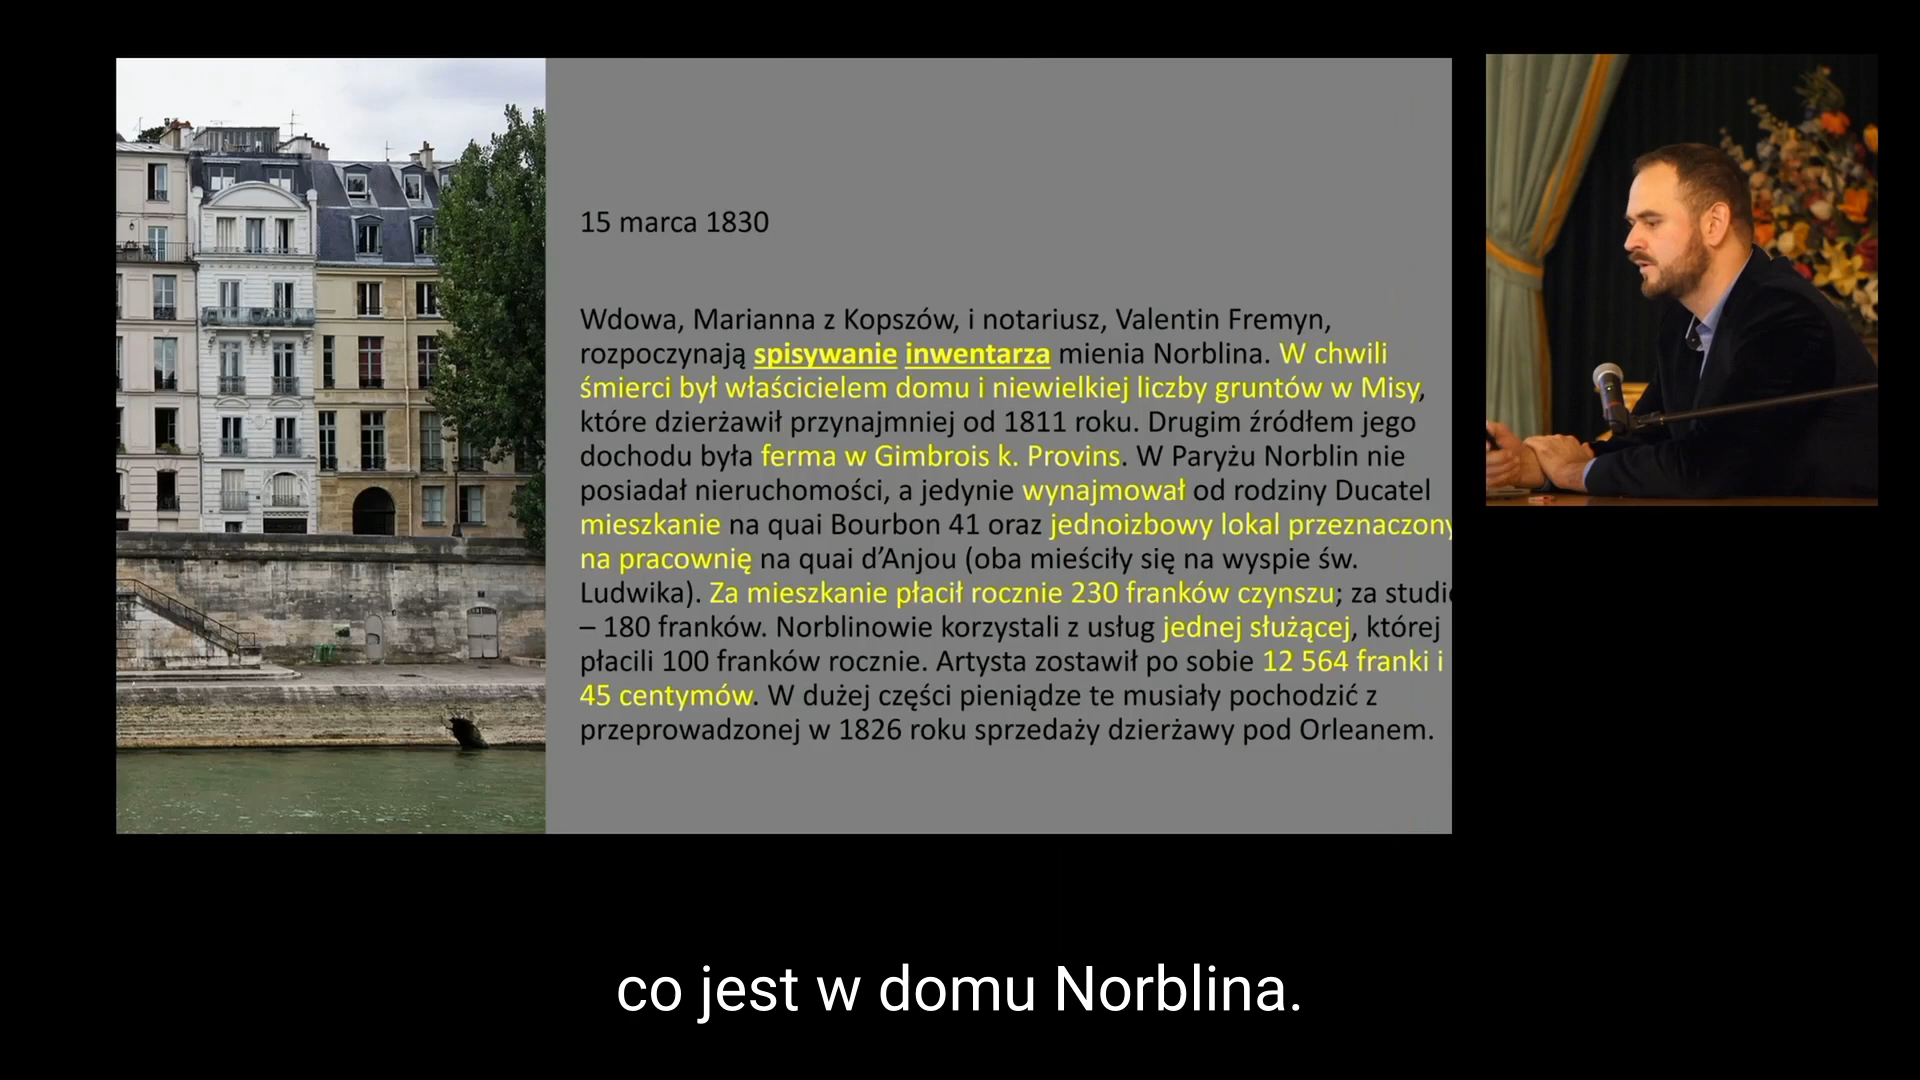 15 marca 1830
Wdowa, Marianna z Kopszów, i notariusz, Valentin Fremyn,
rozpoczynają spisywanie inwentarza mienia Norblina. W chwili
śmierci był właścicielem domu i niewielkiej liczby gruntów w Misy,
które dzierżawił przynajmniej od 1811 roku. Drugim źródłem jego
dochodu była ferma w Gimbrois k. Provins. W Paryżu Norblin nie
posiadał nieruchomości, a jedynie wynajmował od rodziny Ducatel
mieszkanie na quai Bourbon 41 oraz jednoizbowy lokal przeznaczony
na pracownię na quai d’Anjou (oba mieściły się na wyspie św.
Ludwika). Za mieszkanie płacił rocznie 230 franków czynszu; za studio
– 180 franków. Norblinowie korzystali z usług jednej służącej, której
płacili 100 franków rocznie. Artysta zostawił po sobie 12 564 franki i
45 centymów. W dużej części pieniądze te musiały pochodzić z
przeprowadzonej w 1826 roku sprzedaży dzierżawy pod Orleanem.
co jest w domu Norblina.